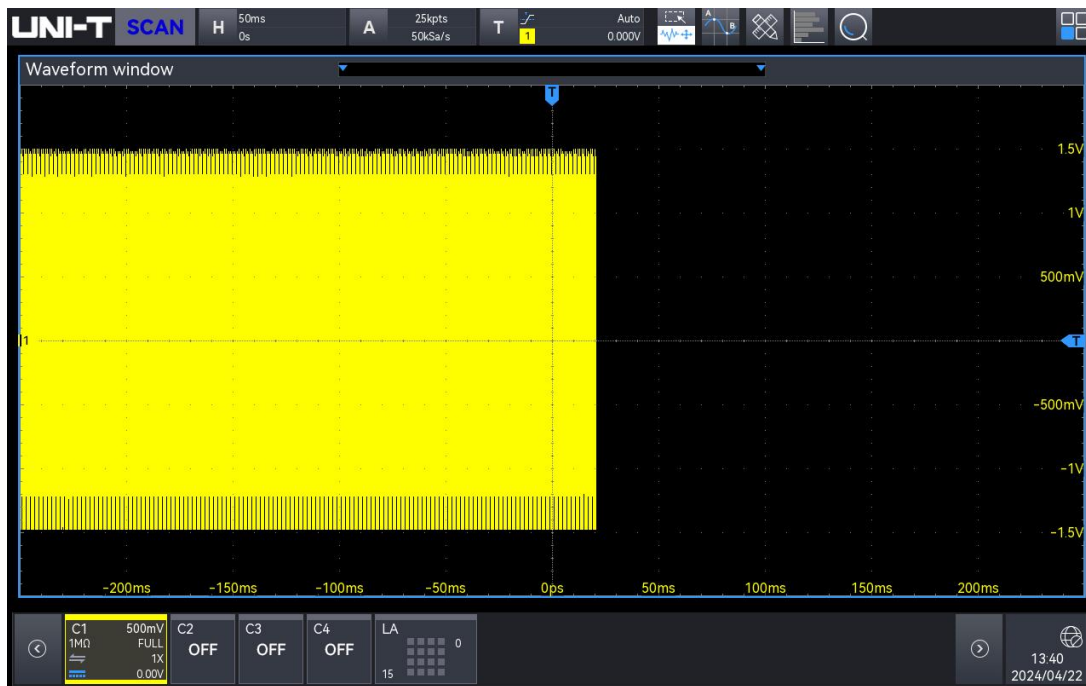 UNI-T SCAN H 50ms 0s A 25kpts 50kSa/s T 1 Auto 0.000V A B
Waveform window
T
1.5V
1V
500mV
1 T
-500mV
-1V
-1.5V
-200ms -150ms -100ms -50ms 0ps 50ms 100ms 150ms 200ms
C1 500mV C2 C3 C4 LA
1MΩ FULL OFF OFF OFF 0
1X
0.00V 15
13:40
2024/04/22